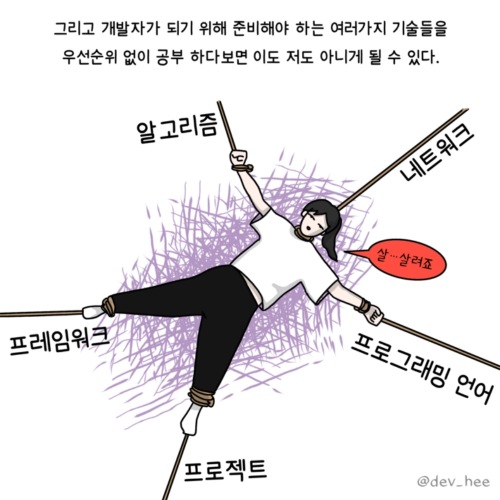 그리고 개발자가 되기 위해 준비해야 하는 여러가지 기술들을
우선순위 없이 공부 하다보면 이도 저도 아니게 될 수 있다.
알고리즘
네트워크
살…살려죠
프레임워크
프로그래밍 언어
프로젝트
@dev_hee